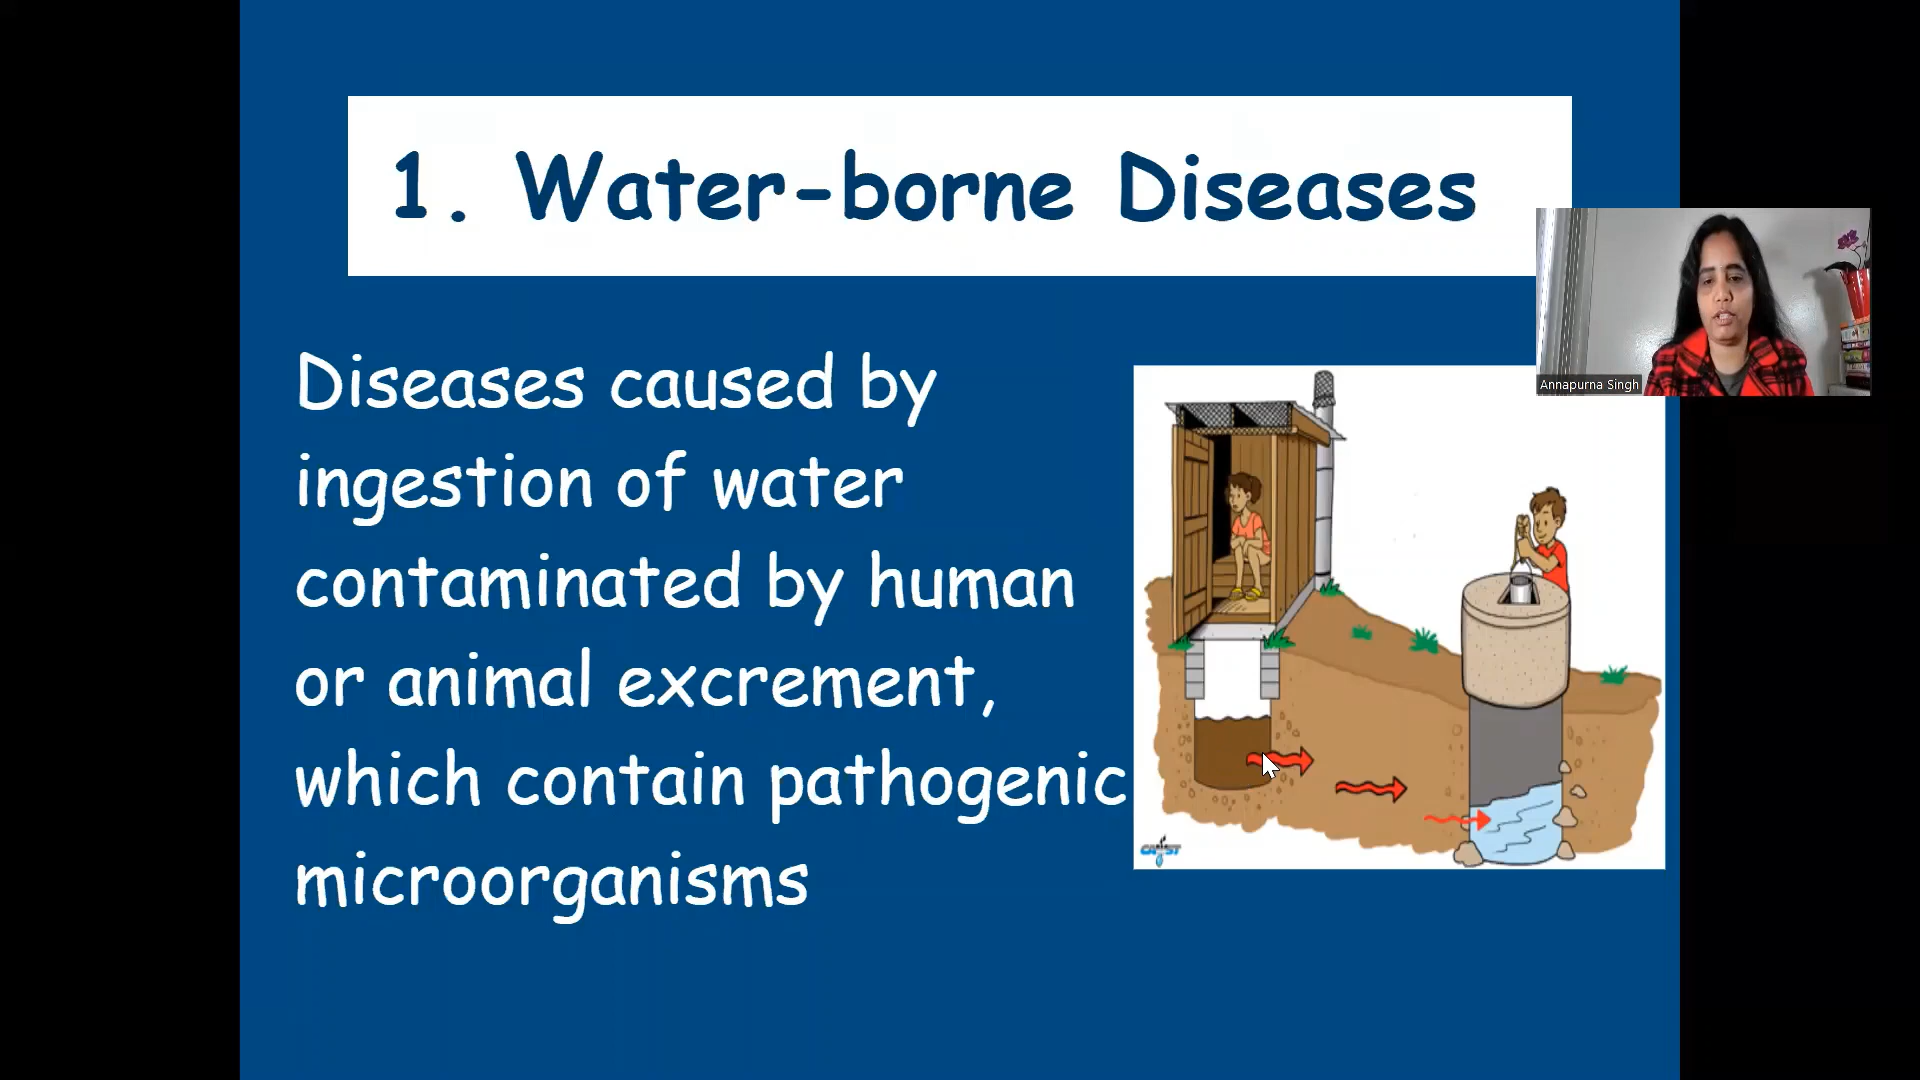 1. Water-borne Diseases
Annapurna Singh
Diseases caused by
ingestion of water
contaminated by human
or animal excrement,
which contain pathogenic
microorganisms
CAWST